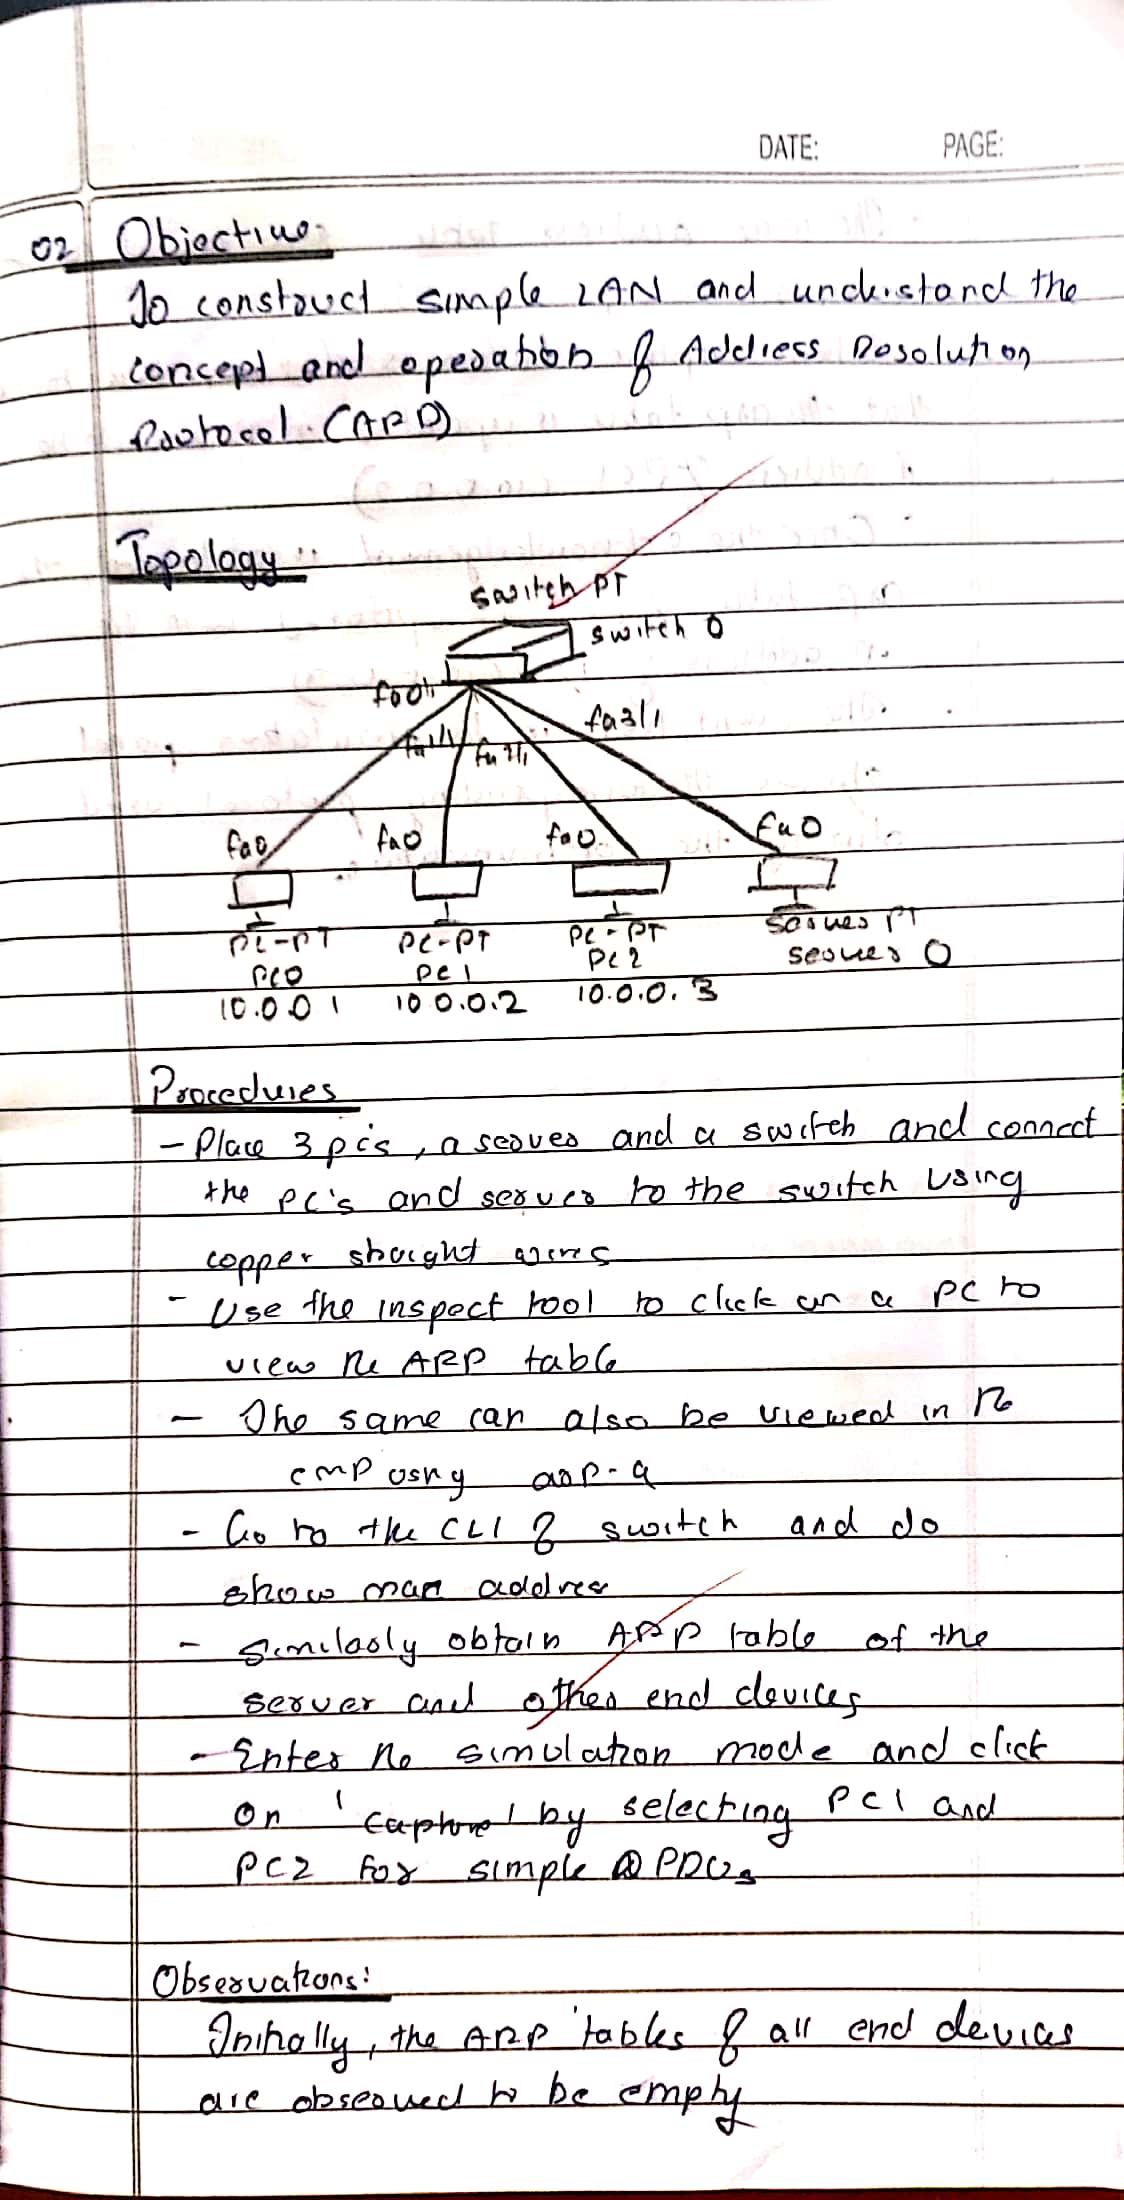 DATE: PAGE:
02 Objective:
To construct simple LAN and understand the
concept and operation of Address Resolution
Protocol. (ARP)
Topology:
Switch PT
switch 0
fa0/1
fa3/1
fa1/1 fa2/1
fa0 fa0 fa0 fa0
PC-PT PC-PT PC-PT Server PT
PC0 PC1 PC2 server 0
10.0.0.1 10.0.0.2 10.0.0.3
Procedures
- Place 3 pc's, a server and a switch and connect
the PC's and server to the switch using
copper straight wires
- Use the inspect tool to click on a PC to
view the ARP table
- The same can also be viewed in the
cmp using arp-a
- Go to the CLI of switch and do
show mac address
- Similarly obtain ARP table of the
server and other end devices
- Enter the simulation mode and click
on 'capture' by selecting PC1 and
PC2 for simple PDUs
Observations:
Initially, the ARP tables of all end devices
are observed to be empty